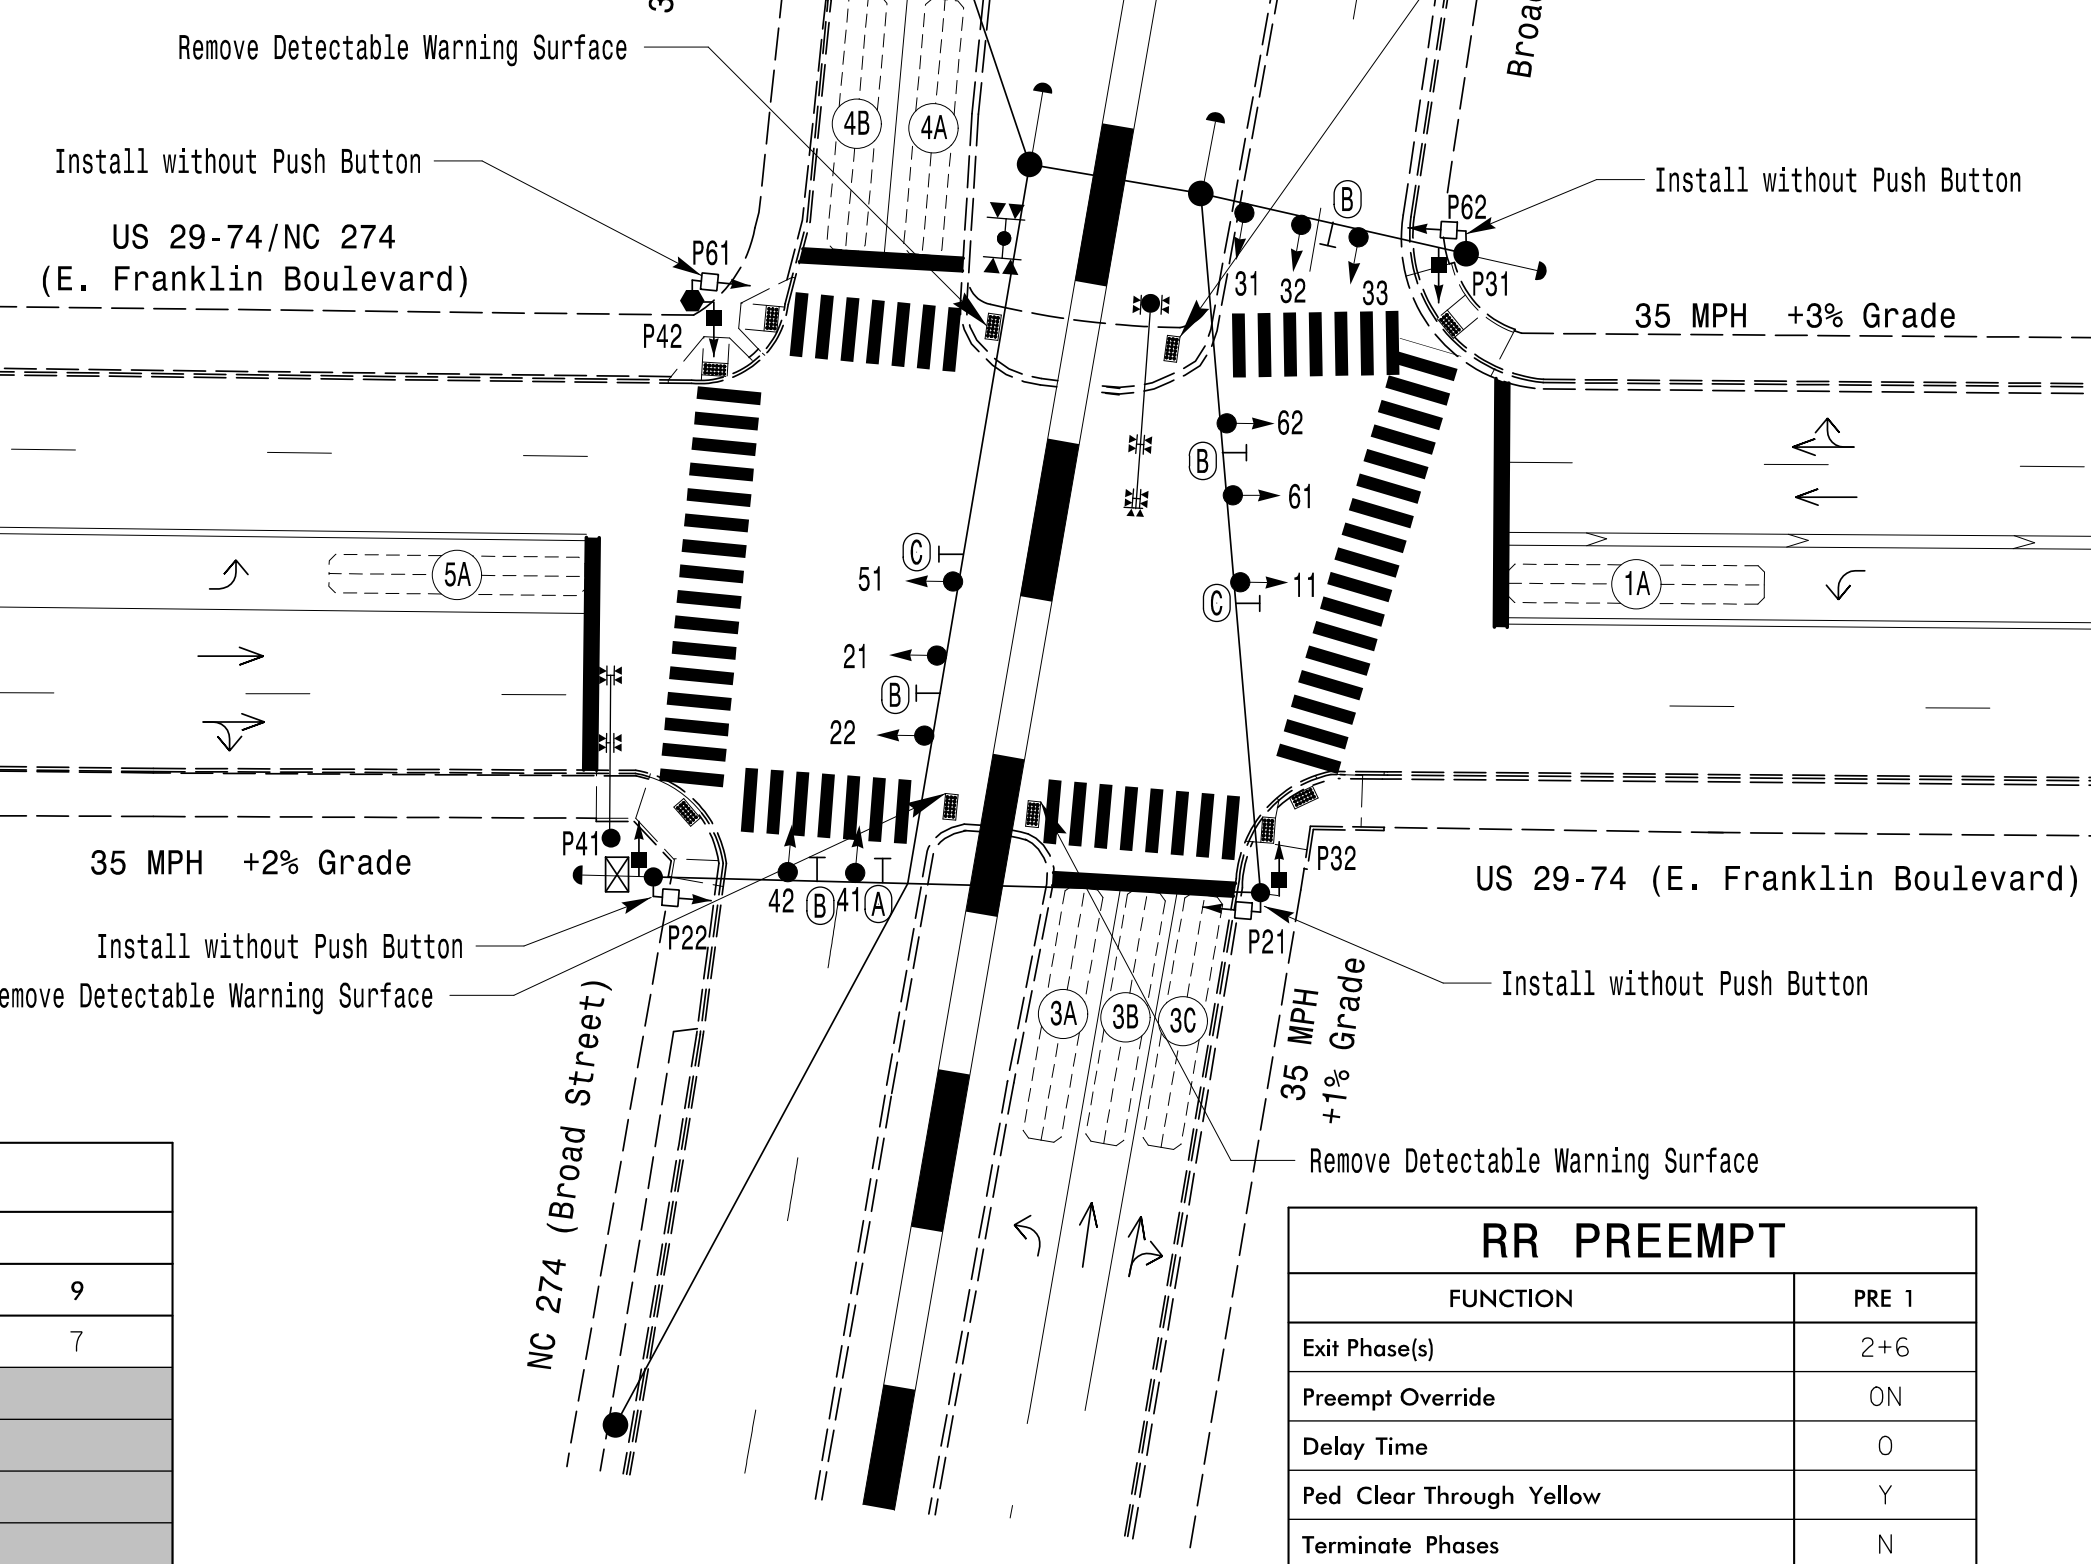 3
Broad
Remove Detectable Warning Surface
4B
4A
Install without Push Button
Install without Push Button
B
P62
US 29-74/NC 274
(E. Franklin Boulevard)
P61
31
32
33
P31
P42
35 MPH +3% Grade
62
B
61
C
51
5A
11
C
1A
21
B
22
P41
35 MPH +2% Grade
P32
US 29-74 (E. Franklin Boulevard)
42
B
41
A
P22
P21
Install without Push Button
Install without Push Button
emove Detectable Warning Surface
3A
3B
3C
35 MPH
+1% Grade
NC 274 (Broad Street)
Remove Detectable Warning Surface
9
7
RR PREEMPT
FUNCTION PRE 1
Exit Phase(s) 2+6
Preempt Override ON
Delay Time 0
Ped Clear Through Yellow Y
Terminate Phases N